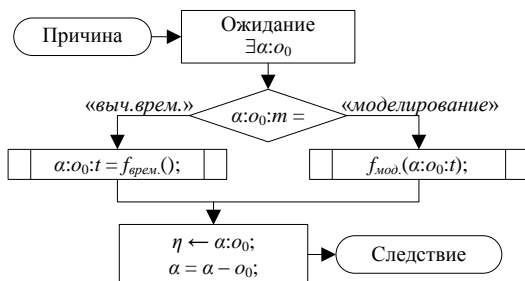 Причина
Ожидание
∃α:o₀
«выч.врем.»
α:o₀:m =
«моделирование»
α:o₀:t = f_врем.();
f_мод.(α:o₀:t);
η ← α:o₀;
α = α – o₀;
Следствие